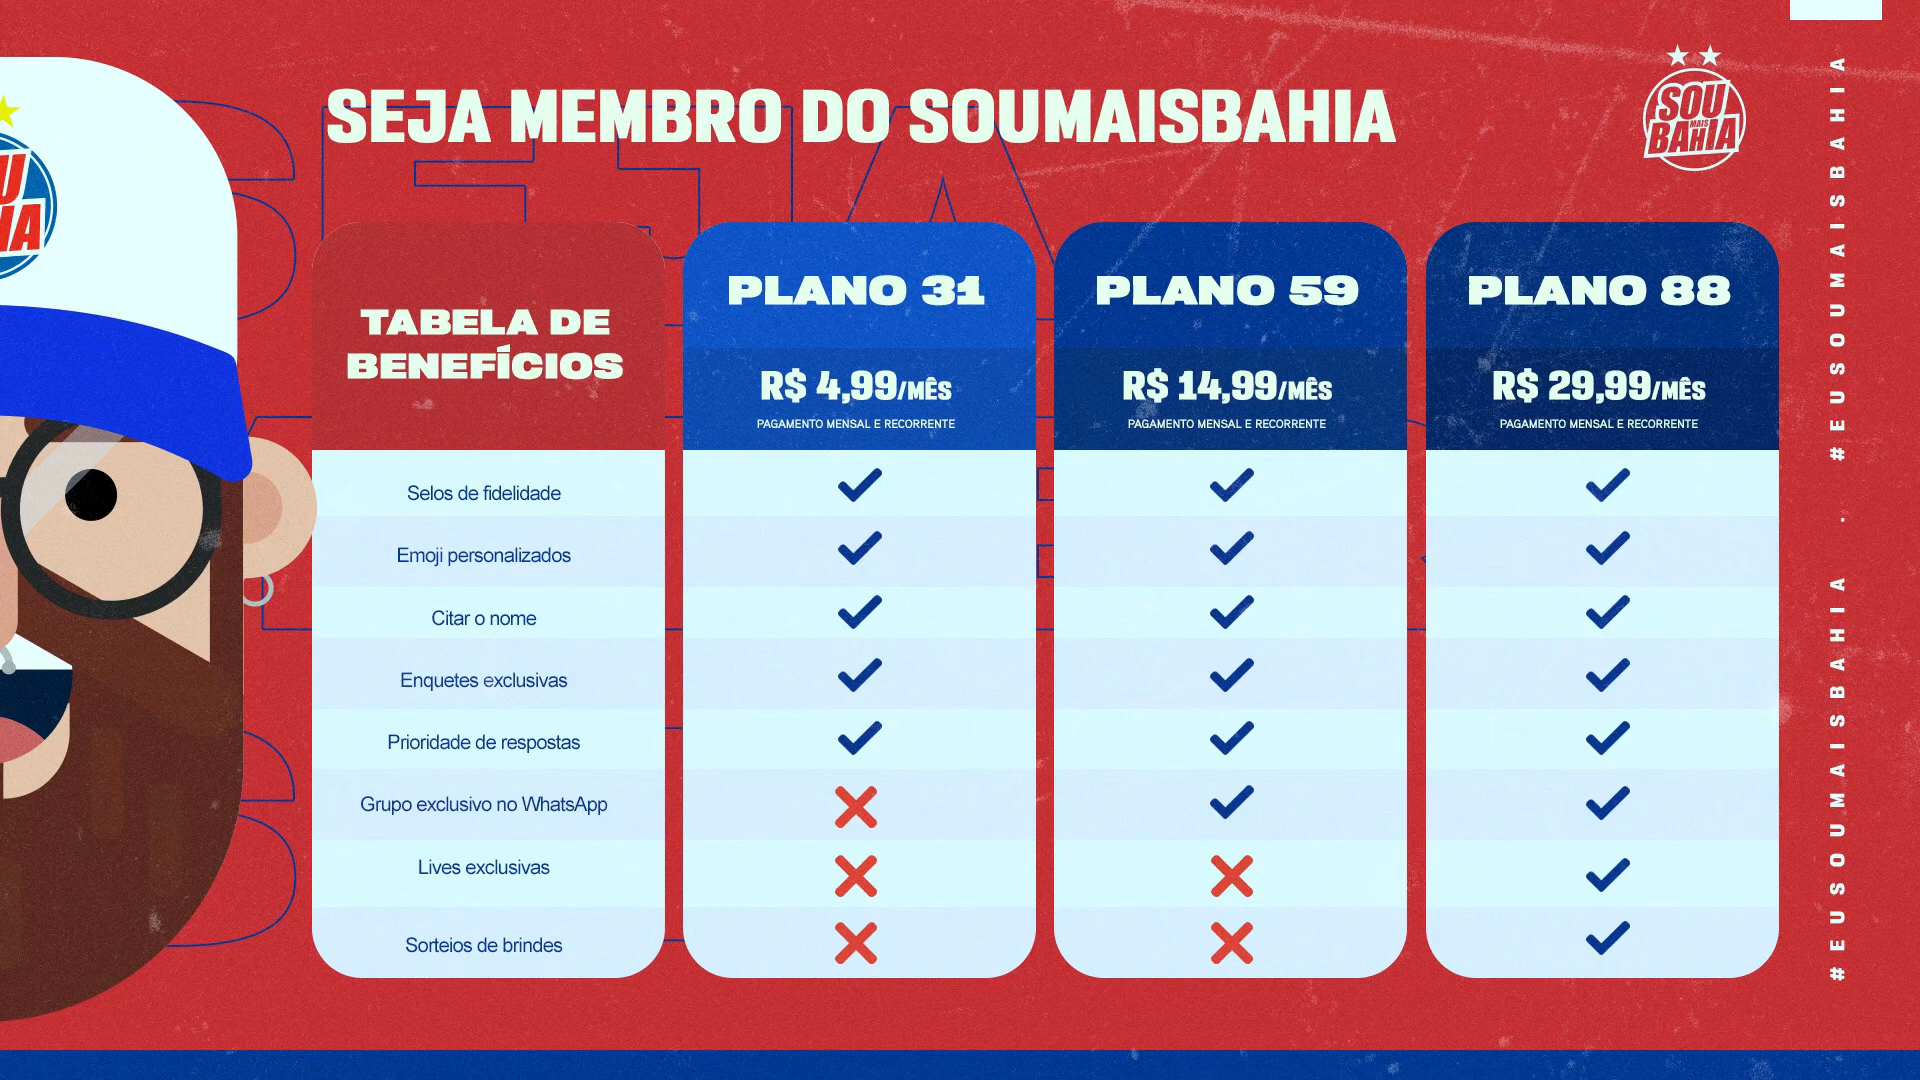 SEJA MEMBRO DO SOUMAISBAHIA
SOU
MAIS
BAHIA
TABELA DE
BENEFÍCIOS
PLANO 31
R$ 4,99/MÊS
PAGAMENTO MENSAL E RECORRENTE
PLANO 59
R$ 14,99/MÊS
PAGAMENTO MENSAL E RECORRENTE
PLANO 88
R$ 29,99/MÊS
PAGAMENTO MENSAL E RECORRENTE
Selos de fidelidade
Emoji personalizados
Citar o nome
Enquetes exclusivas
Prioridade de respostas
Grupo exclusivo no WhatsApp
Lives exclusivas
Sorteios de brindes
#EUSOUMAISBAHIA . #EUSOUMAISBAHIA